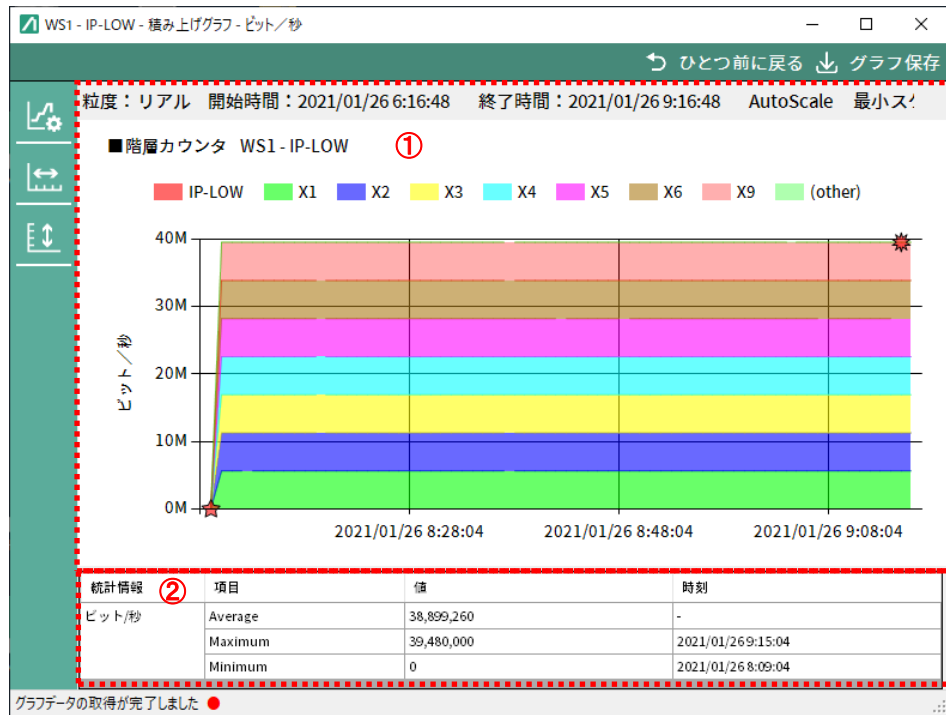 WS1 - IP-LOW - 積み上げグラフ - ビット／秒
ひとつ前に戻る グラフ保存
粒度：リアル 開始時間：2021/01/26 6:16:48 終了時間：2021/01/26 9:16:48 AutoScale 最小スケ
■階層カウンタ WS1 - IP-LOW ①
IP-LOW X1 X2 X3 X4 X5 X6 X9 (other)
40M
30M
20M
10M
0M
ビット／秒
2021/01/26 8:28:04 2021/01/26 8:48:04 2021/01/26 9:08:04
統計情報 ② 項目 値 時刻
ビット/秒 Average 38,899,260 -
Maximum 39,480,000 2021/01/26 9:15:04
Minimum 0 2021/01/26 8:09:04
グラフデータの取得が完了しました